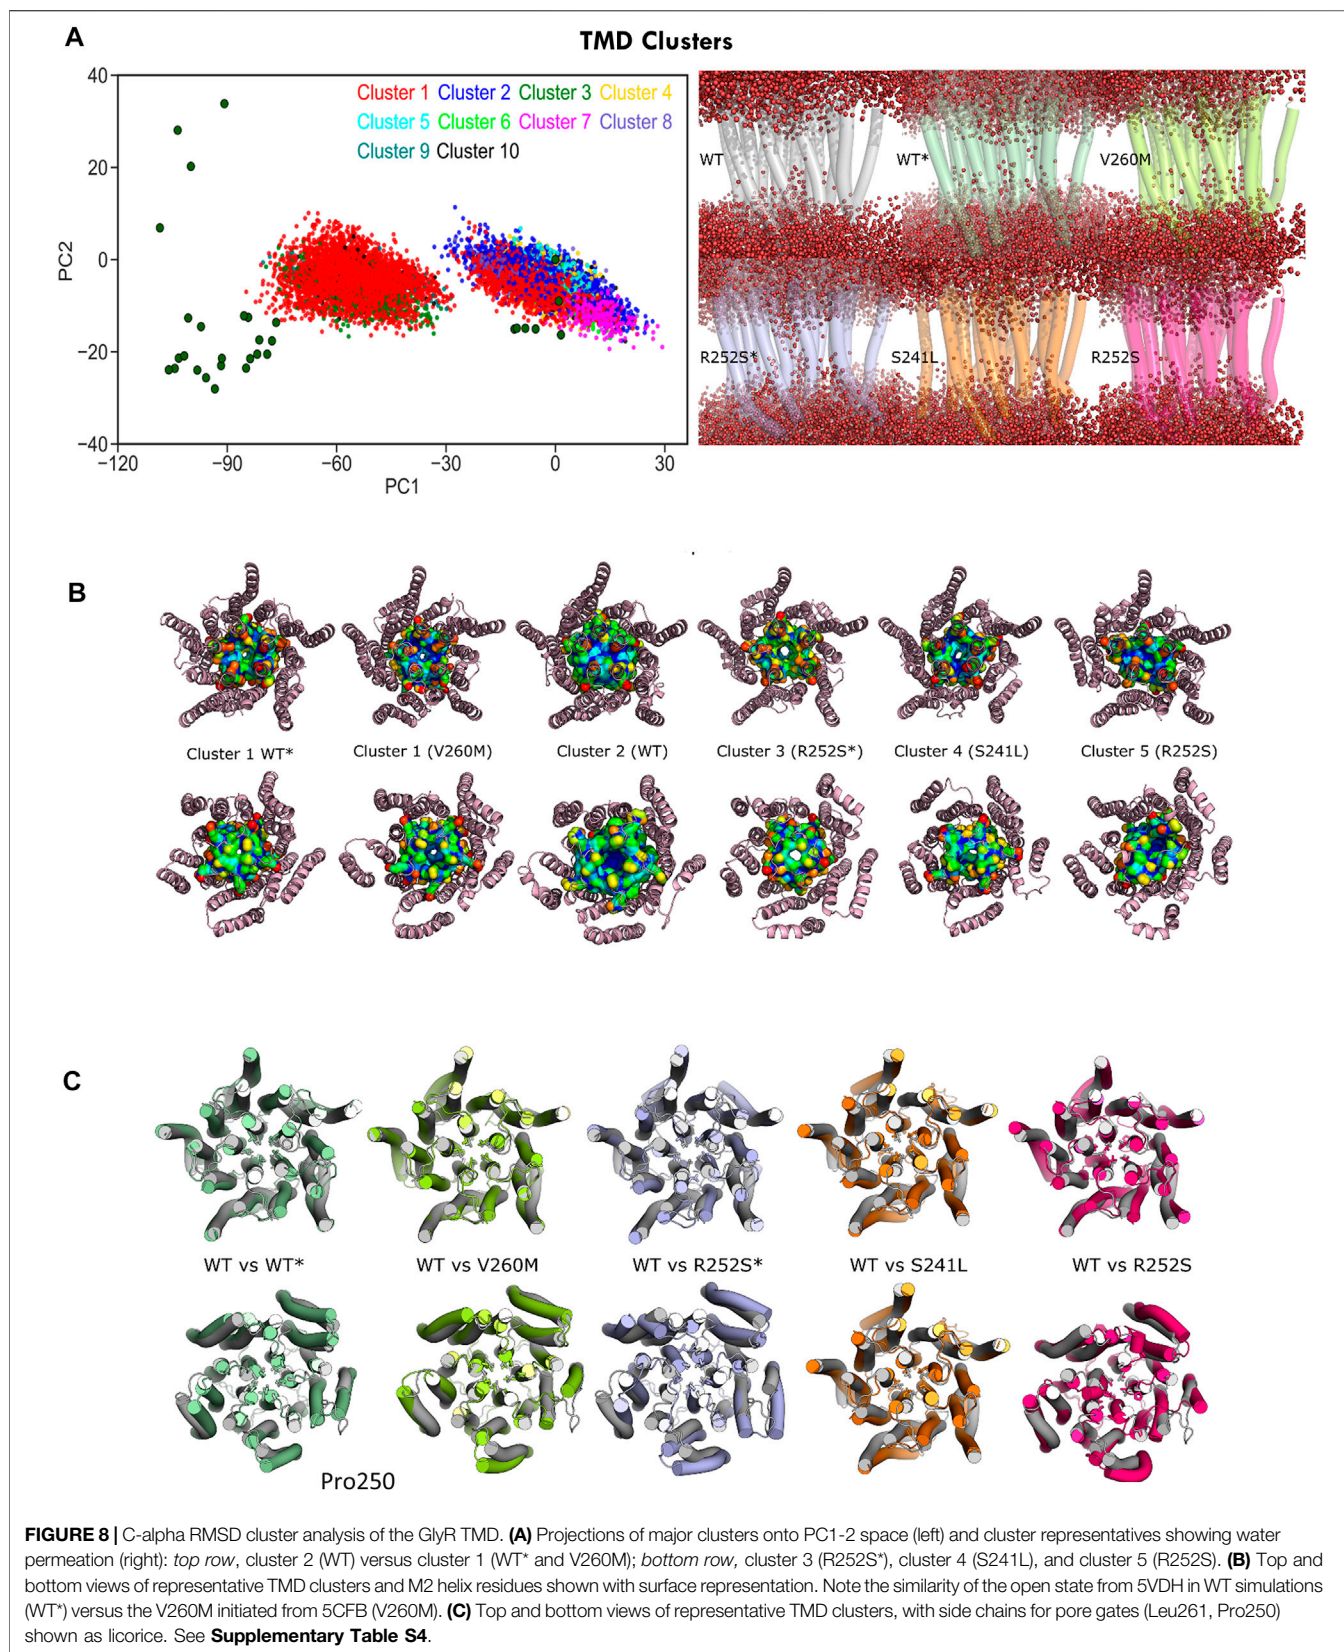 A
TMD Clusters
Cluster 1 Cluster 2 Cluster 3 Cluster 4
Cluster 5 Cluster 6 Cluster 7 Cluster 8
Cluster 9 Cluster 10
40
20
0
−20
−40
PC2
−120
−90
−60
−30
0
30
PC1
WT
WT*
V260M
R252S*
S241L
R252S
B
Cluster 1 WT*
Cluster 1 (V260M)
Cluster 2 (WT)
Cluster 3 (R252S*)
Cluster 4 (S241L)
Cluster 5 (R252S)
C
WT vs WT*
WT vs V260M
WT vs R252S*
WT vs S241L
WT vs R252S
Pro250
FIGURE 8 | C-alpha RMSD cluster analysis of the GlyR TMD. (A) Projections of major clusters onto PC1-2 space (left) and cluster representatives showing water
permeation (right): top row, cluster 2 (WT) versus cluster 1 (WT* and V260M); bottom row, cluster 3 (R252S*), cluster 4 (S241L), and cluster 5 (R252S). (B) Top and
bottom views of representative TMD clusters and M2 helix residues shown with surface representation. Note the similarity of the open state from 5VDH in WT simulations
(WT*) versus the V260M initiated from 5CFB (V260M). (C) Top and bottom views of representative TMD clusters, with side chains for pore gates (Leu261, Pro250)
shown as licorice. See Supplementary Table S4.